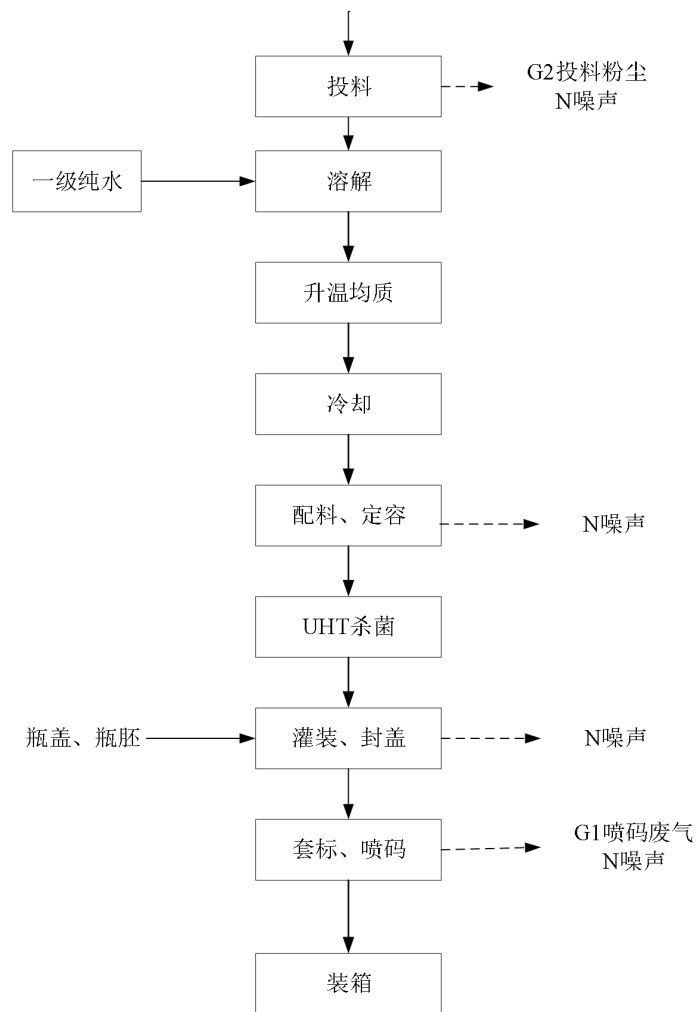 投料
G2投料粉尘
N噪声
一级纯水
溶解
升温均质
冷却
配料、定容
N噪声
UHT杀菌
瓶盖、瓶胚
灌装、封盖
N噪声
套标、喷码
G1喷码废气
N噪声
装箱